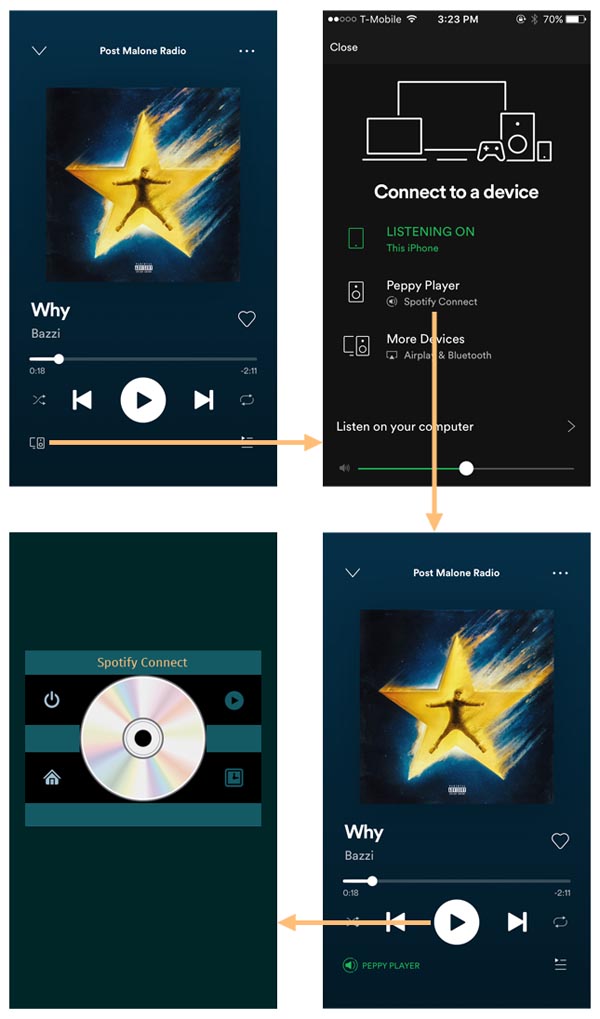 Post Malone Radio
Why
Bazzi
0:18 -2:11
T-Mobile 3:23 PM 70%
Close
Connect to a device
LISTENING ON
This iPhone
Peppy Player
Spotify Connect
More Devices
Airplay & Bluetooth
Listen on your computer
Spotify Connect
Post Malone Radio
Why
Bazzi
0:18 -2:11
PEPPY PLAYER